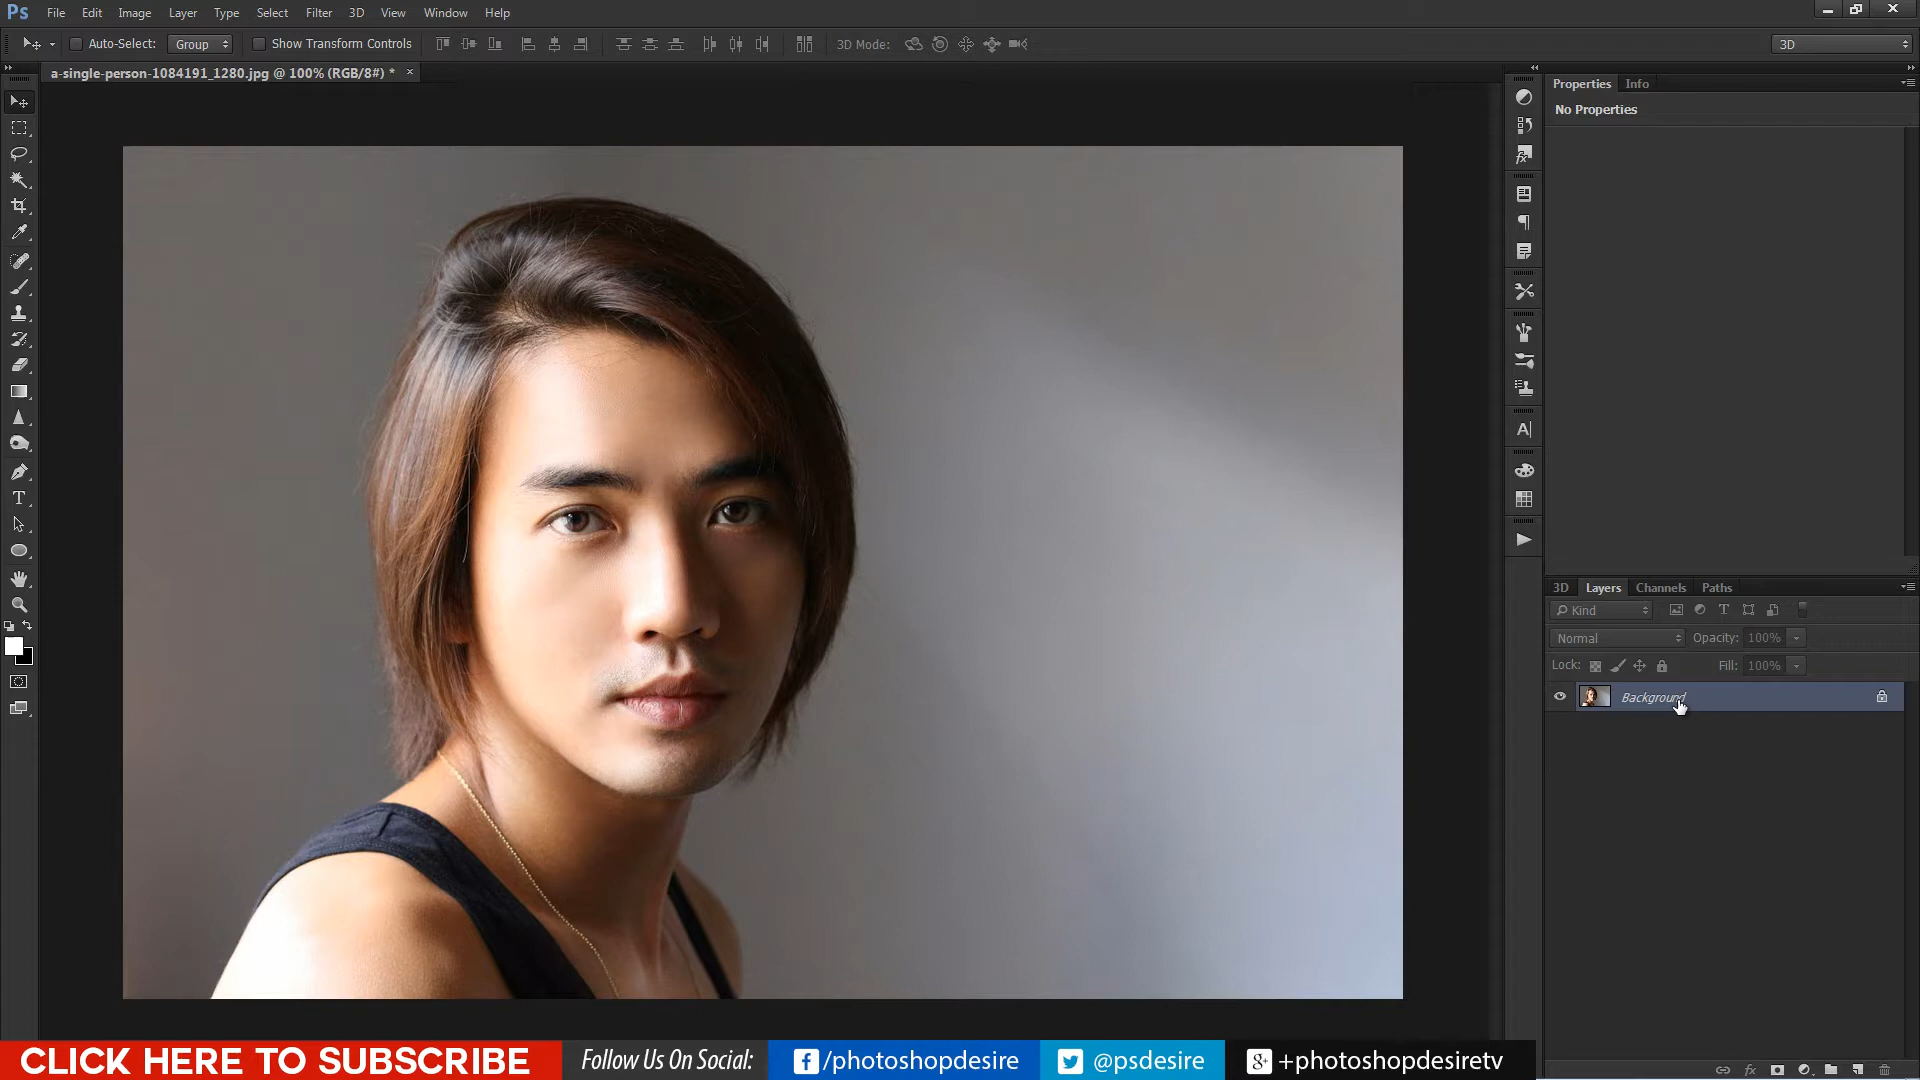 Ps File Edit Image Layer Type Select Filter 3D View Window Help
Auto-Select: Group Show Transform Controls 3D Mode: 3D
a-single-person-1084191_1280.jpg @ 100% (RGB/8#) * ×
Properties Info
No Properties
3D Layers Channels Paths
Kind
Normal Opacity: 100%
Lock: Fill: 100%
Background
CLICK HERE TO SUBSCRIBE Follow Us On Social: /photoshopdesire @psdesire +photoshopdesiretv